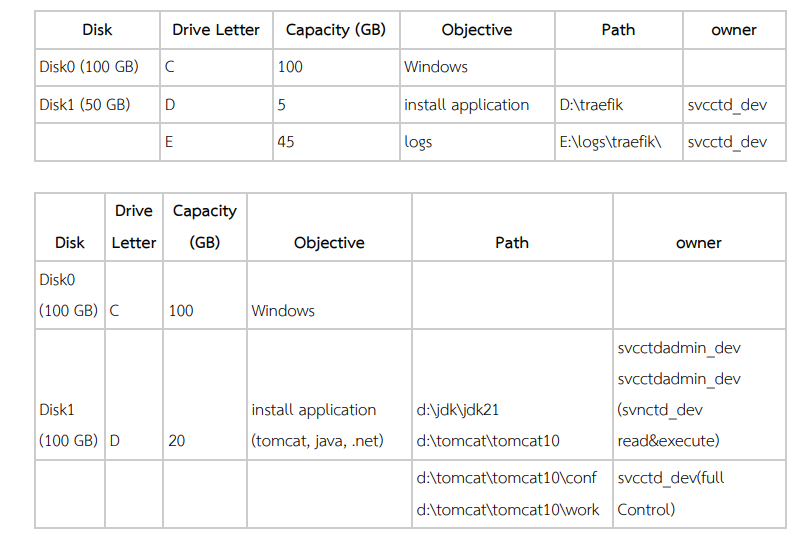 Disk Drive Letter Capacity (GB) Objective Path owner
Disk0 (100 GB) C 100 Windows
Disk1 (50 GB) D 5 install application D:\traefik svcctd_dev
E 45 logs E:\logs\traefik\ svcctd_dev
Drive Capacity
Disk Letter (GB) Objective Path owner
Disk0
(100 GB) C 100 Windows
svcctdadmin_dev
svcctdadmin_dev
Disk1 install application d:\jdk\jdk21 (svnctd_dev
(100 GB) D 20 (tomcat, java, .net) d:\tomcat\tomcat10 read&execute)
d:\tomcat\tomcat10\conf svcctd_dev(full
d:\tomcat\tomcat10\work Control)